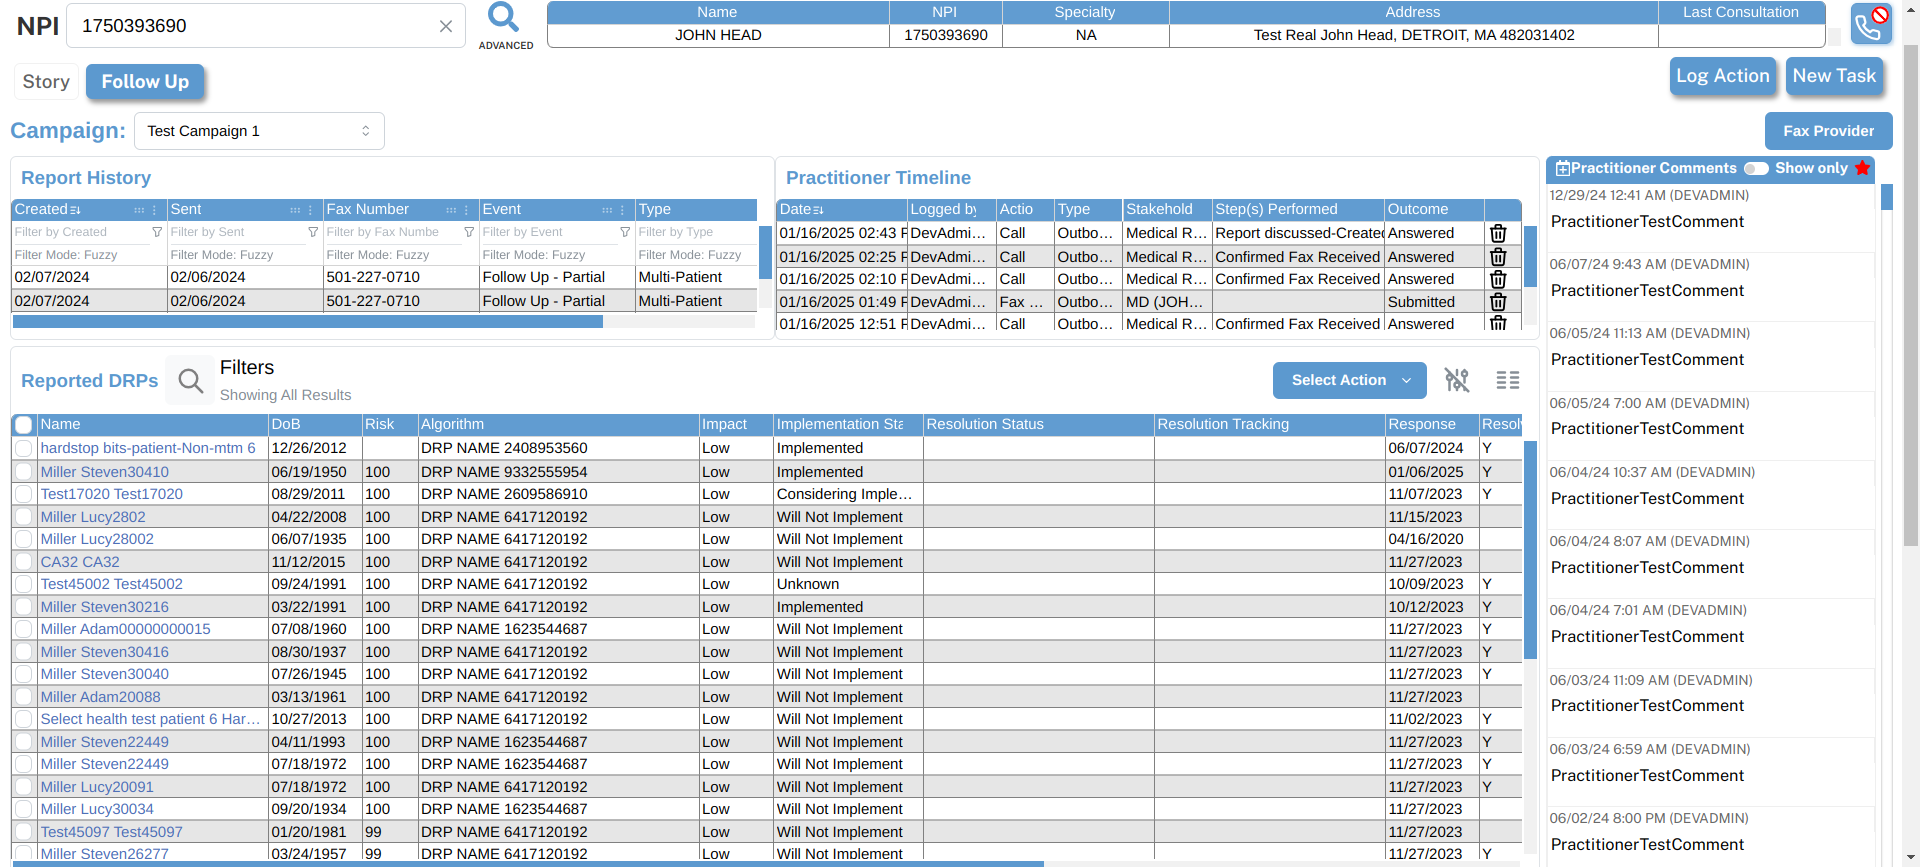 NPI 1750393690
ADVANCED
Name NPI Specialty Address Last Consultation
JOHN HEAD 1750393690 NA Test Real John Head, DETROIT, MA 482031402
Story Follow Up Log Action New Task
Campaign: Test Campaign 1 Fax Provider
Report History
Created Sent Fax Number Event Type
Filter by Created Filter by Sent Filter by Fax Numbe Filter by Event Filter by Type
Filter Mode: Fuzzy Filter Mode: Fuzzy Filter Mode: Fuzzy Filter Mode: Fuzzy Filter Mode: Fuzzy
02/07/2024 02/06/2024 501-227-0710 Follow Up - Partial Multi-Patient
02/07/2024 02/06/2024 501-227-0710 Follow Up - Partial Multi-Patient
Practitioner Timeline
Date Logged by Actio Type Stakehold Step(s) Performed Outcome
01/16/2025 02:43 P DevAdmi... Call Outbo... Medical R... Report discussed-Created Answered
01/16/2025 02:25 P DevAdmi... Call Outbo... Medical R... Confirmed Fax Received Answered
01/16/2025 02:10 P DevAdmi... Call Outbo... Medical R... Confirmed Fax Received Answered
01/16/2025 01:49 P DevAdmi... Fax ... Outbo... MD (JOH... Submitted
01/16/2025 12:51 P DevAdmi... Call Outbo... Medical R... Confirmed Fax Received Answered
Practitioner Comments Show only
12/29/24 12:41 AM (DEVADMIN)
PractitionerTestComment
06/07/24 9:43 AM (DEVADMIN)
PractitionerTestComment
06/05/24 11:13 AM (DEVADMIN)
PractitionerTestComment
06/05/24 7:00 AM (DEVADMIN)
PractitionerTestComment
06/04/24 10:37 AM (DEVADMIN)
PractitionerTestComment
06/04/24 8:07 AM (DEVADMIN)
PractitionerTestComment
06/04/24 7:01 AM (DEVADMIN)
PractitionerTestComment
06/03/24 11:09 AM (DEVADMIN)
PractitionerTestComment
06/03/24 6:59 AM (DEVADMIN)
PractitionerTestComment
06/02/24 8:00 PM (DEVADMIN)
PractitionerTestComment
Reported DRPs Filters
Showing All Results
Select Action
Name DoB Risk Algorithm Impact Implementation Sta Resolution Status Resolution Tracking Response Resol
hardstop bits-patient-Non-mtm 6 12/26/2012 DRP NAME 2408953560 Low Implemented 06/07/2024 Y
Miller Steven30410 06/19/1950 100 DRP NAME 9332555954 Low Implemented 01/06/2025 Y
Test17020 Test17020 08/29/2011 100 DRP NAME 2609586910 Low Considering Imple... 11/07/2023 Y
Miller Lucy2802 04/22/2008 100 DRP NAME 6417120192 Low Will Not Implement 11/15/2023
Miller Lucy28002 06/07/1935 100 DRP NAME 6417120192 Low Will Not Implement 04/16/2020
CA32 CA32 11/12/2015 100 DRP NAME 6417120192 Low Will Not Implement 11/27/2023
Test45002 Test45002 09/24/1991 100 DRP NAME 6417120192 Low Unknown 10/09/2023 Y
Miller Steven30216 03/22/1991 100 DRP NAME 6417120192 Low Implemented 10/12/2023 Y
Miller Adam00000000015 07/08/1960 100 DRP NAME 1623544687 Low Will Not Implement 11/27/2023 Y
Miller Steven30416 08/30/1937 100 DRP NAME 6417120192 Low Will Not Implement 11/27/2023 Y
Miller Steven30040 07/26/1945 100 DRP NAME 6417120192 Low Will Not Implement 11/27/2023 Y
Miller Adam20088 03/13/1961 100 DRP NAME 6417120192 Low Will Not Implement 11/27/2023
Select health test patient 6 Har... 10/27/2013 100 DRP NAME 6417120192 Low Will Not Implement 11/02/2023 Y
Miller Steven22449 04/11/1993 100 DRP NAME 1623544687 Low Will Not Implement 11/27/2023 Y
Miller Steven22449 07/18/1972 100 DRP NAME 1623544687 Low Will Not Implement 11/27/2023 Y
Miller Lucy20091 07/18/1972 100 DRP NAME 6417120192 Low Will Not Implement 11/27/2023 Y
Miller Lucy30034 09/20/1934 100 DRP NAME 1623544687 Low Will Not Implement 11/27/2023
Test45097 Test45097 01/20/1981 99 DRP NAME 6417120192 Low Will Not Implement 11/27/2023
Miller Steven26277 03/24/1957 99 DRP NAME 6417120192 Low Will Not Implement 11/27/2023 Y